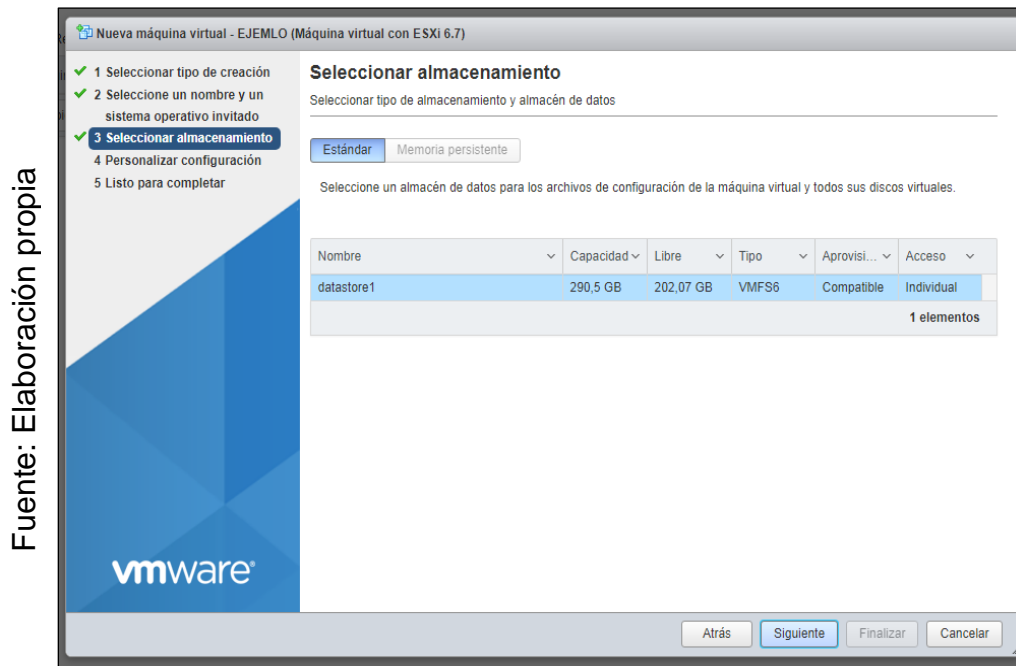 Fuente: Elaboración propia
Nueva máquina virtual - EJEMLO (Máquina virtual con ESXi 6.7)
1 Seleccionar tipo de creación
2 Seleccione un nombre y un
sistema operativo invitado
3 Seleccionar almacenamiento
4 Personalizar configuración
5 Listo para completar
vmware®
Seleccionar almacenamiento
Seleccionar tipo de almacenamiento y almacén de datos
Estándar Memoria persistente
Seleccione un almacén de datos para los archivos de configuración de la máquina virtual y todos sus discos virtuales.
Nombre Capacidad Libre Tipo Aprovisi... Acceso
datastore1 290,5 GB 202,07 GB VMFS6 Compatible Individual
1 elementos
Atrás Siguiente Finalizar Cancelar